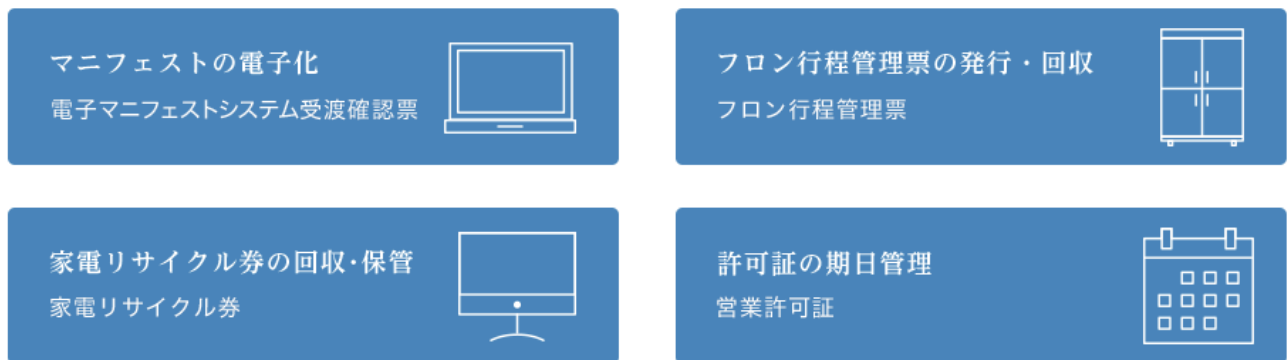 マニフェストの電子化
電子マニフェストシステム受渡確認票
フロン行程管理票の発行・回収
フロン行程管理票
家電リサイクル券の回収･保管
家電リサイクル券
許可証の期日管理
営業許可証